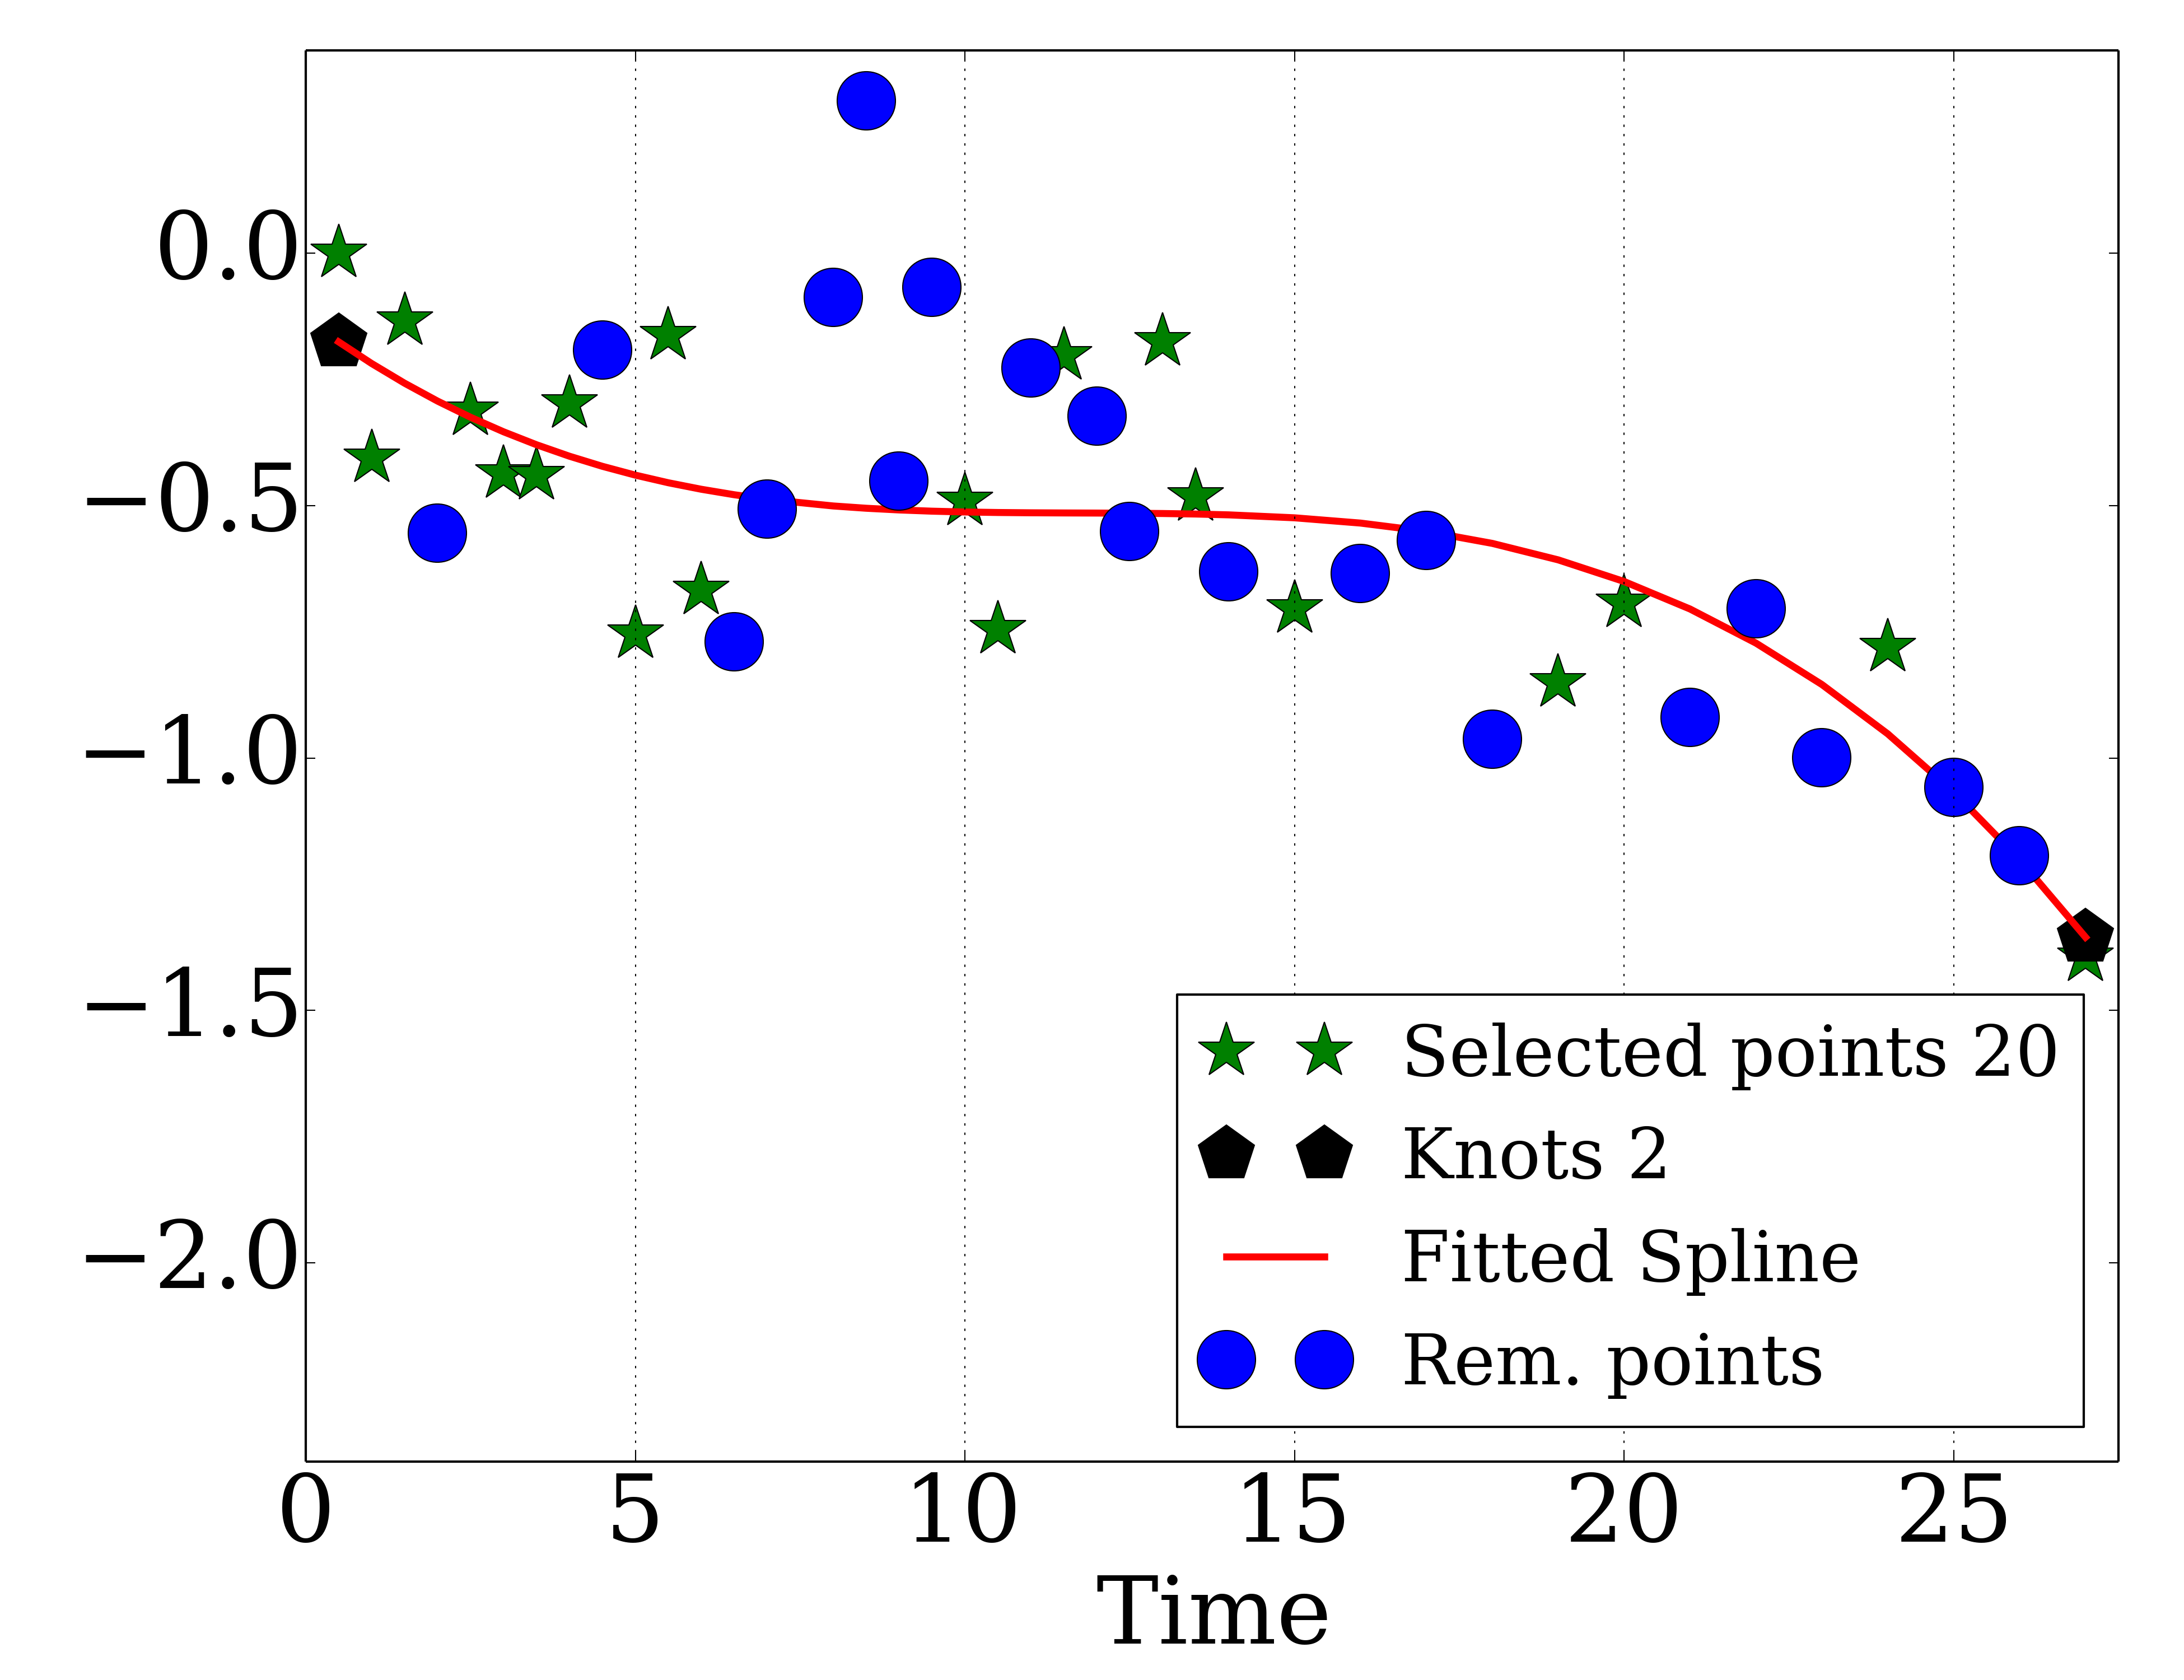 0.0
−0.5
−1.0
−1.5
−2.0
Selected points 20
Knots 2
Fitted Spline
Rem. points
0 5 10 15 20 25
Time